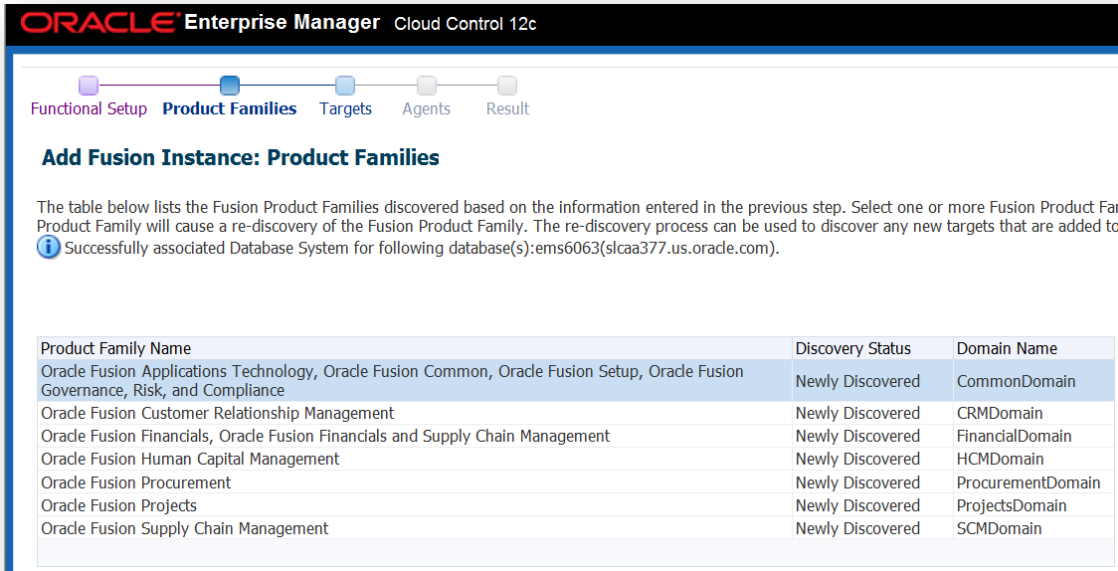 ORACLE Enterprise Manager Cloud Control 12c
Functional Setup Product Families Targets Agents Result
Add Fusion Instance: Product Families
The table below lists the Fusion Product Families discovered based on the information entered in the previous step. Select one or more Fusion Product
Product Family will cause a re-discovery of the Fusion Product Family. The re-discovery process can be used to discover any new targets that are added to
Successfully associated Database System for following database(s):ems6063(slcaa377.us.oracle.com).
Product Family Name Discovery Status Domain Name
Oracle Fusion Applications Technology, Oracle Fusion Common, Oracle Fusion Setup, Oracle Fusion
Governance, Risk, and Compliance Newly Discovered CommonDomain
Oracle Fusion Customer Relationship Management Newly Discovered CRMDomain
Oracle Fusion Financials, Oracle Fusion Financials and Supply Chain Management Newly Discovered FinancialDomain
Oracle Fusion Human Capital Management Newly Discovered HCMDomain
Oracle Fusion Procurement Newly Discovered ProcurementDomain
Oracle Fusion Projects Newly Discovered ProjectsDomain
Oracle Fusion Supply Chain Management Newly Discovered SCMDomain